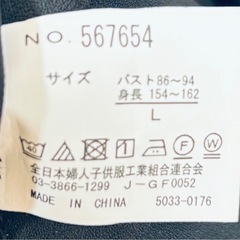 NO. 567654
サイズ
バスト86~94
身長 154~162
L
全日本婦人子供服工業組合連合会
03-3866-1299 J-GF0052
MADE IN CHINA 5033-0176